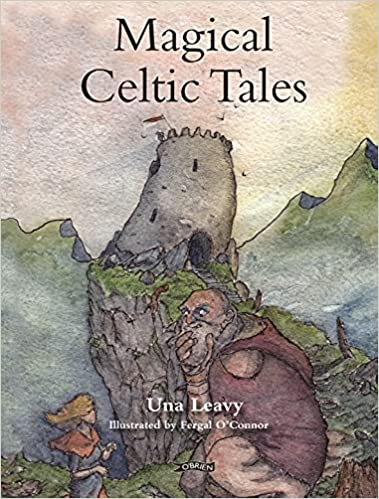 Magical
Celtic Tales
Una Leavy
Illustrated by Fergal O'Connor
O'BRIEN